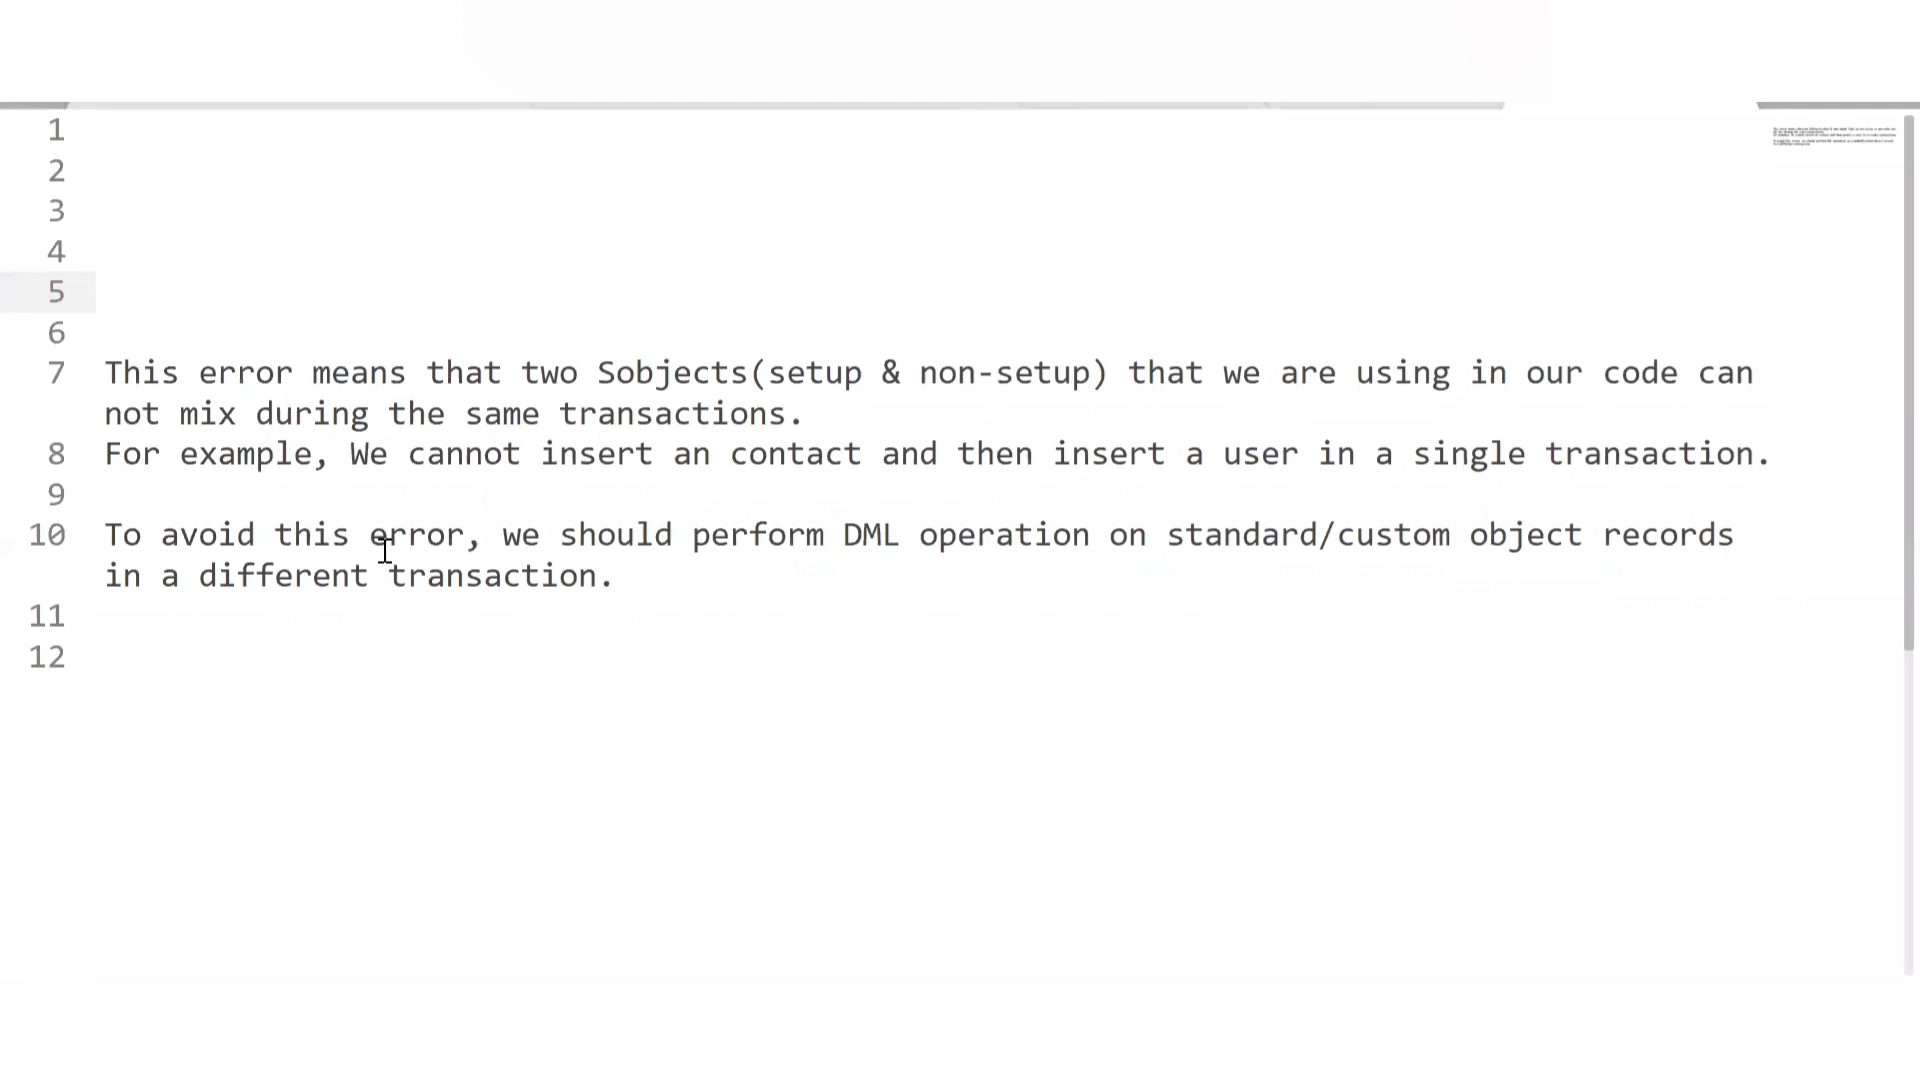 1
2
3
4
5
6
7 This error means that two Sobjects(setup & non-setup) that we are using in our code can
not mix during the same transactions.
8 For example, We cannot insert an contact and then insert a user in a single transaction.
9
10 To avoid this error, we should perform DML operation on standard/custom object records
in a different transaction.
11
12